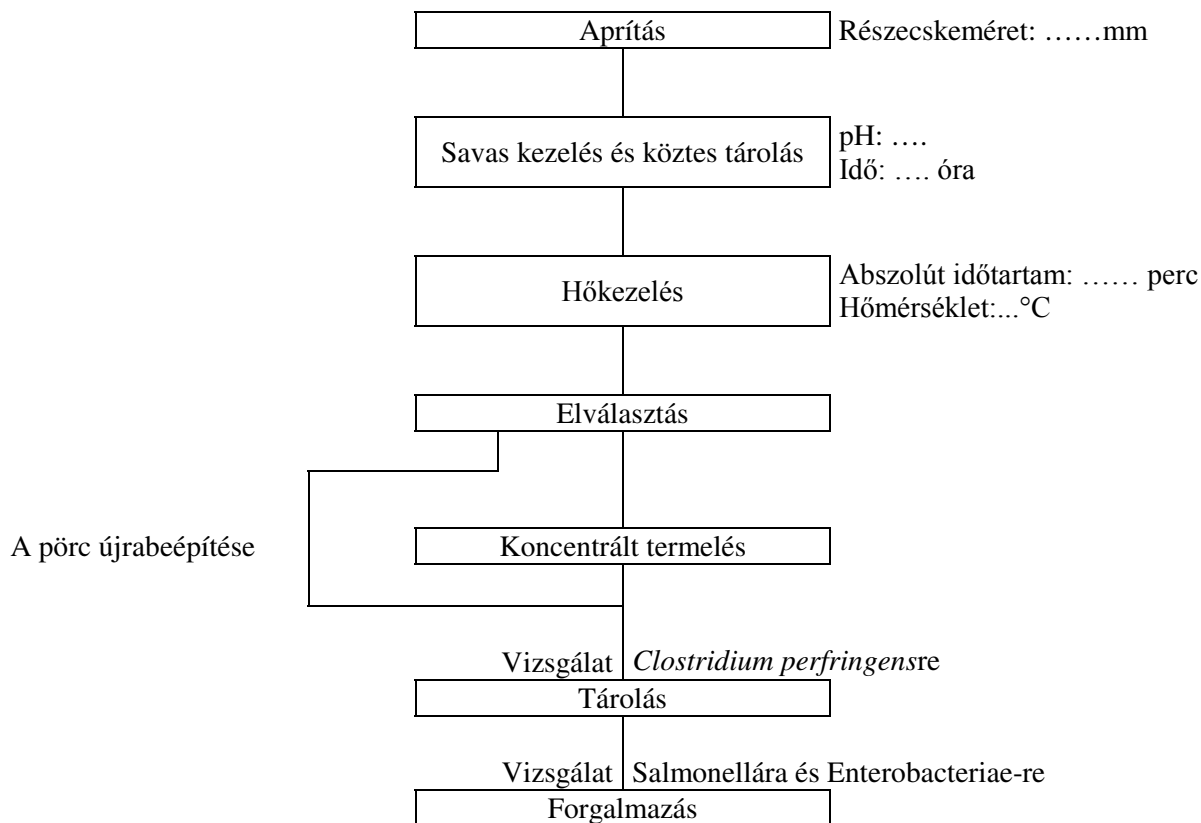 Aprítás
Részecskeméret: ……mm
Savas kezelés és köztes tárolás
pH: ….
Idő: …. óra
Hőkezelés
Abszolút időtartam: …… perc
Hőmérséklet:...°C
Elválasztás
A pörc újrabeépítése
Koncentrált termelés
Vizsgálat Clostridium perfringensre
Tárolás
Vizsgálat Salmonellára és Enterobacteriae-re
Forgalmazás